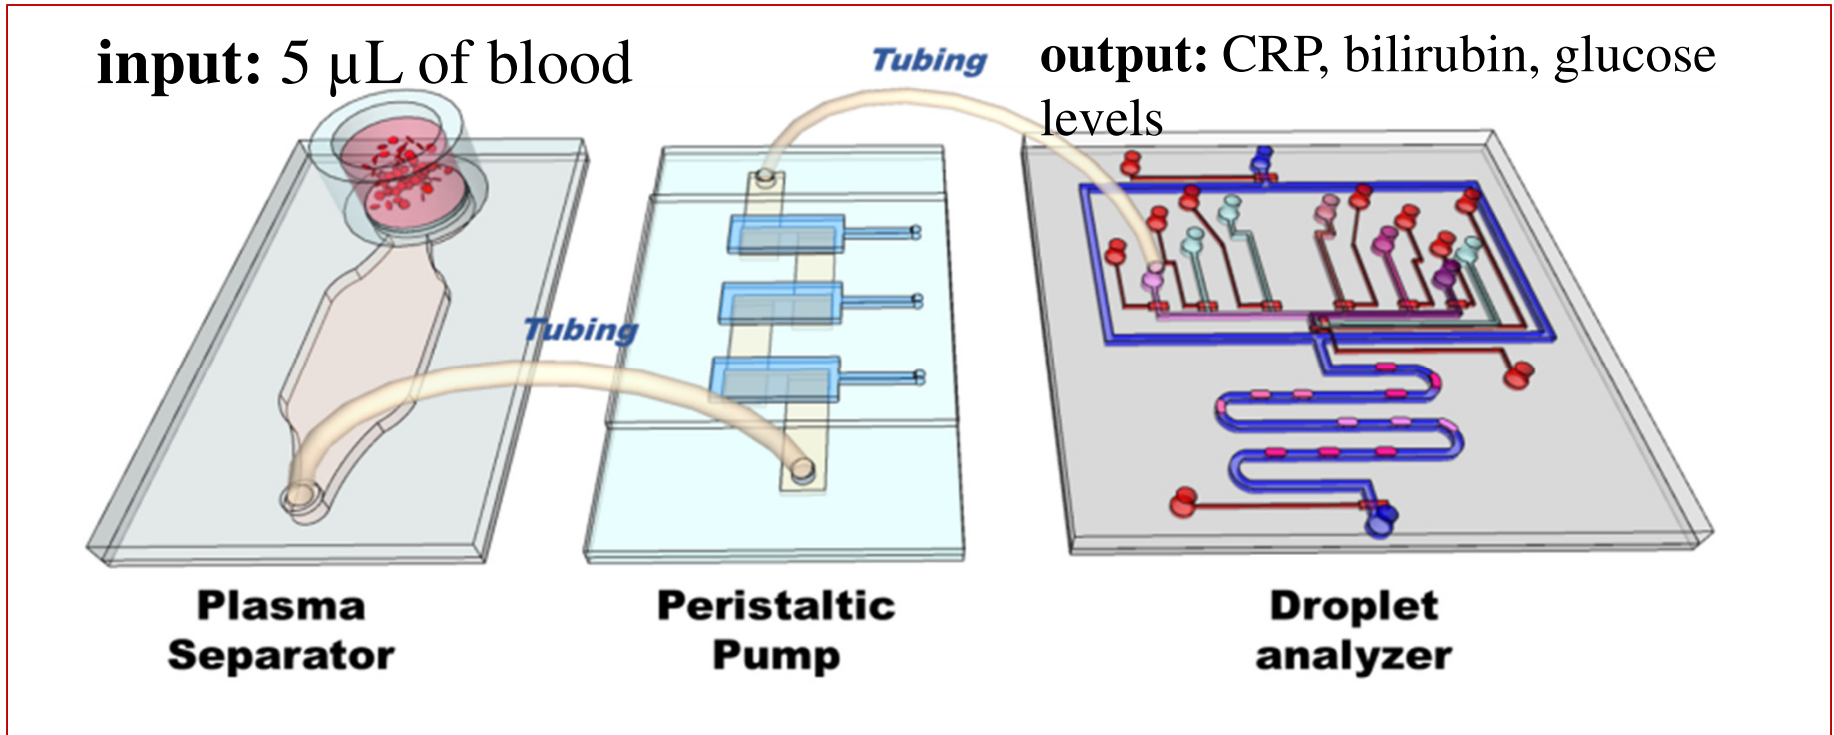 input: 5 μL of blood
Tubing
output: CRP, bilirubin, glucose
levels
Tubing
Plasma
Separator
Peristaltic
Pump
Droplet
analyzer